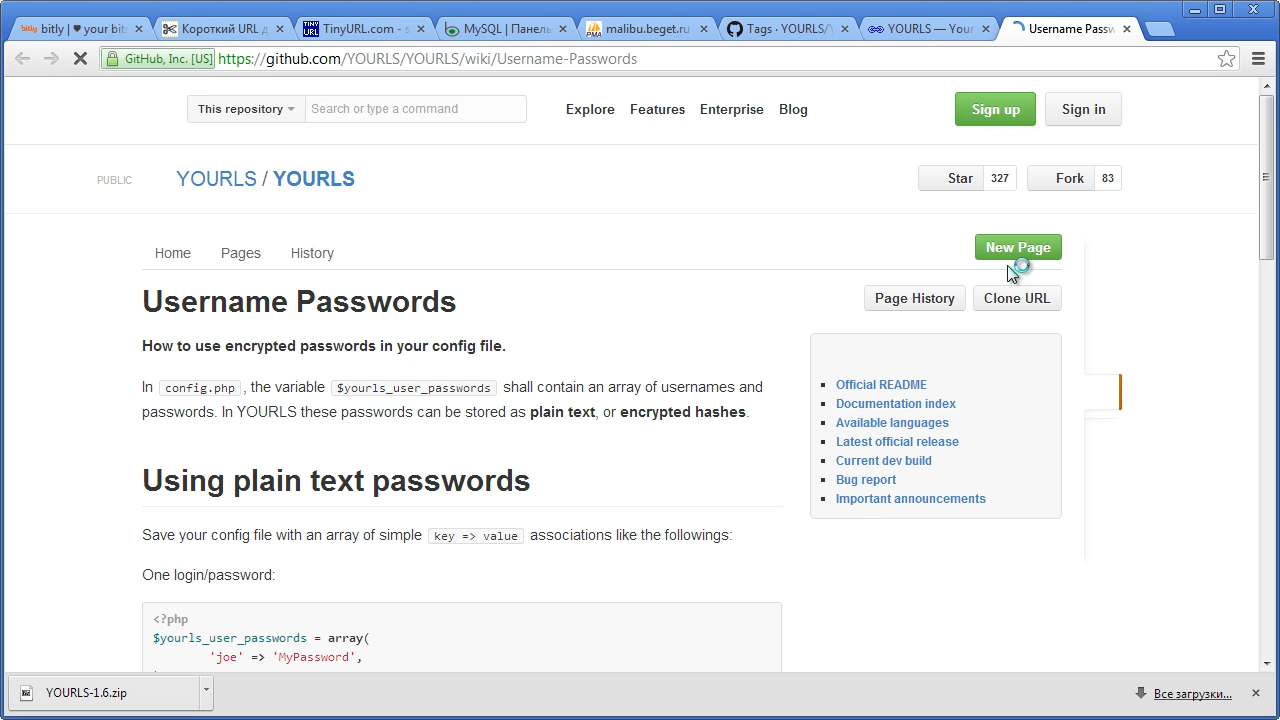 bitly | ♥ your bitm
Короткий URL д
TinyURL.com - s
MySQL | Панель
malibu.beget.ru
Tags · YOURLS/Y
YOURLS — Your
Username Passw
GitHub, Inc. [US] https://github.com/YOURLS/YOURLS/wiki/Username-Passwords
This repository Search or type a command Explore Features Enterprise Blog Sign up Sign in
PUBLIC YOURLS / YOURLS Star 327 Fork 83
Home Pages History New Page
Username Passwords Page History Clone URL
How to use encrypted passwords in your config file.
In config.php, the variable $yourls_user_passwords shall contain an array of usernames and
passwords. In YOURLS these passwords can be stored as plain text, or encrypted hashes.
Official README
Documentation index
Available languages
Latest official release
Current dev build
Bug report
Important announcements
Using plain text passwords
Save your config file with an array of simple key => value associations like the followings:
One login/password:
<?php
$yourls_user_passwords = array(
'joe' => 'MyPassword',
YOURLS-1.6.zip Все загрузки...